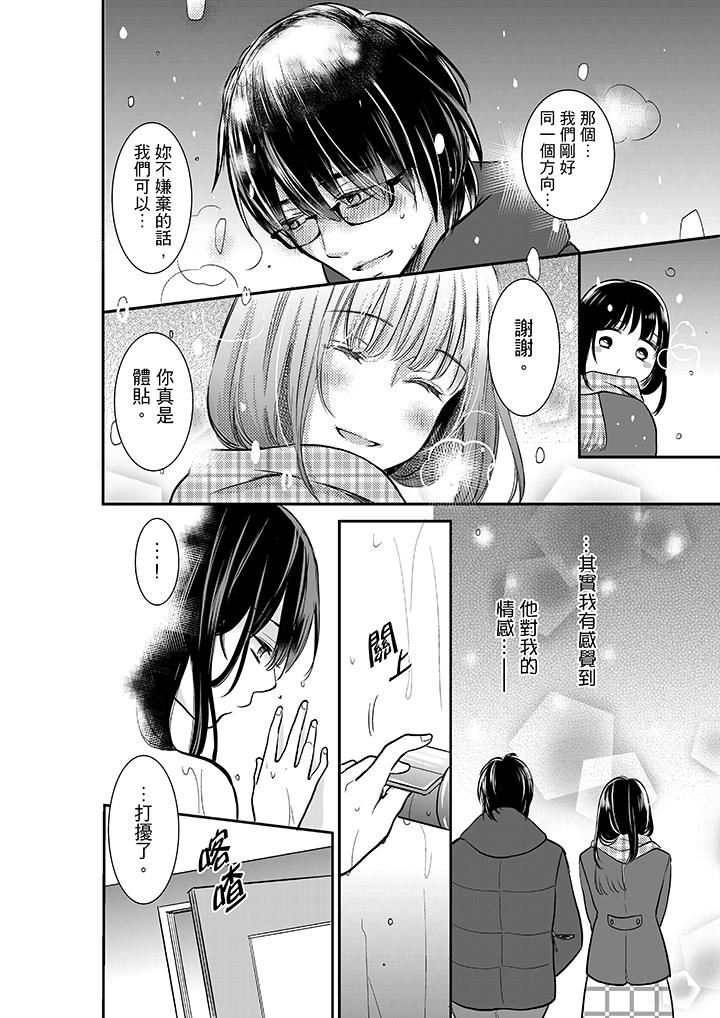 那個…
我們剛好
同一個方向…
妳不嫌棄的話，
我們可以…
謝謝。
你真是
體貼。
…其實我有感覺到
他對我的
情感…——
關上
…！
…打擾了。
喀喳